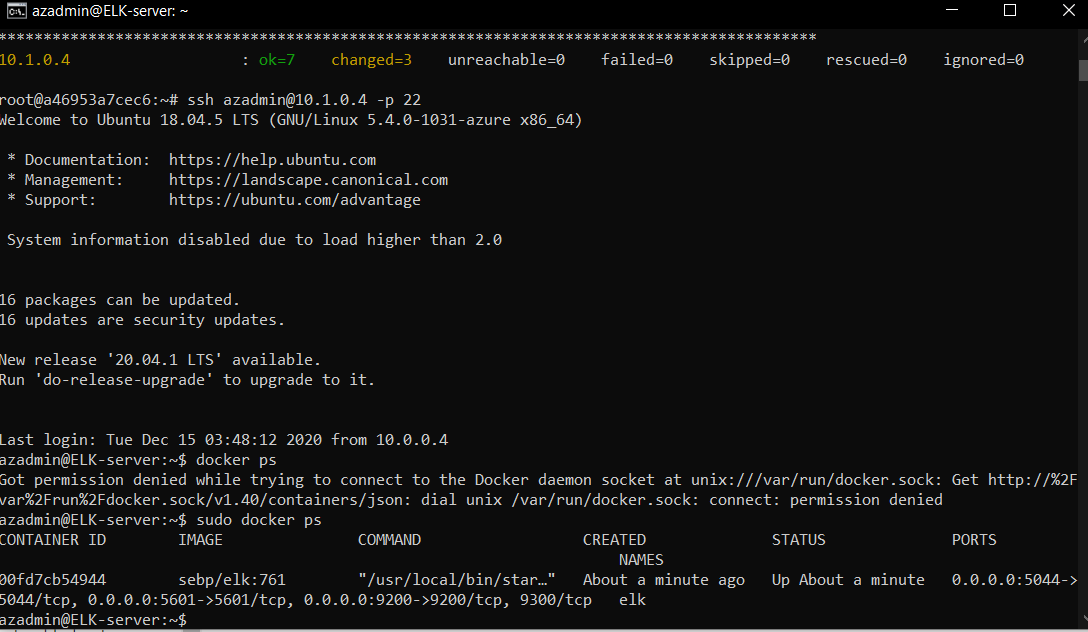 azadmin@ELK-server: ~
*******************************************************************************************
10.1.0.4                   : ok=7    changed=3    unreachable=0    failed=0    skipped=0    rescued=0    ignored=0
root@a46953a7cec6:~# ssh azadmin@10.1.0.4 -p 22
Welcome to Ubuntu 18.04.5 LTS (GNU/Linux 5.4.0-1031-azure x86_64)
* Documentation:  https://help.ubuntu.com
* Management:     https://landscape.canonical.com
* Support:        https://ubuntu.com/advantage
System information disabled due to load higher than 2.0
16 packages can be updated.
16 updates are security updates.
New release '20.04.1 LTS' available.
Run 'do-release-upgrade' to upgrade to it.
Last login: Tue Dec 15 03:48:12 2020 from 10.0.0.4
azadmin@ELK-server:~$ docker ps
Got permission denied while trying to connect to the Docker daemon socket at unix:///var/run/docker.sock: Get http://%2F
var%2Frun%2Fdocker.sock/v1.40/containers/json: dial unix /var/run/docker.sock: connect: permission denied
azadmin@ELK-server:~$ sudo docker ps
CONTAINER ID        IMAGE               COMMAND                  CREATED              STATUS              PORTS
NAMES
00fd7cb54944        sebp/elk:761        "/usr/local/bin/star…"   About a minute ago   Up About a minute   0.0.0.0:5044->
5044/tcp, 0.0.0.0:5601->5601/tcp, 0.0.0.0:9200->9200/tcp, 9300/tcp   elk
azadmin@ELK-server:~$